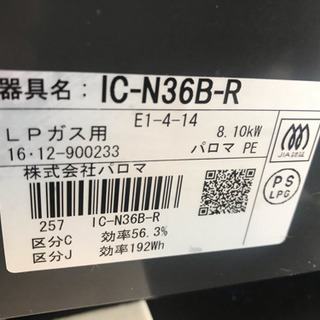 器具名：IC-N36B-R
E1-4-14
LPガス用 8.10kW
16・12-900233 パロマ PE
株式会社パロマ
JIA認証
PS
LPG
257 IC-N36B-R
区分C 効率56.3%
区分J 効率192Wh